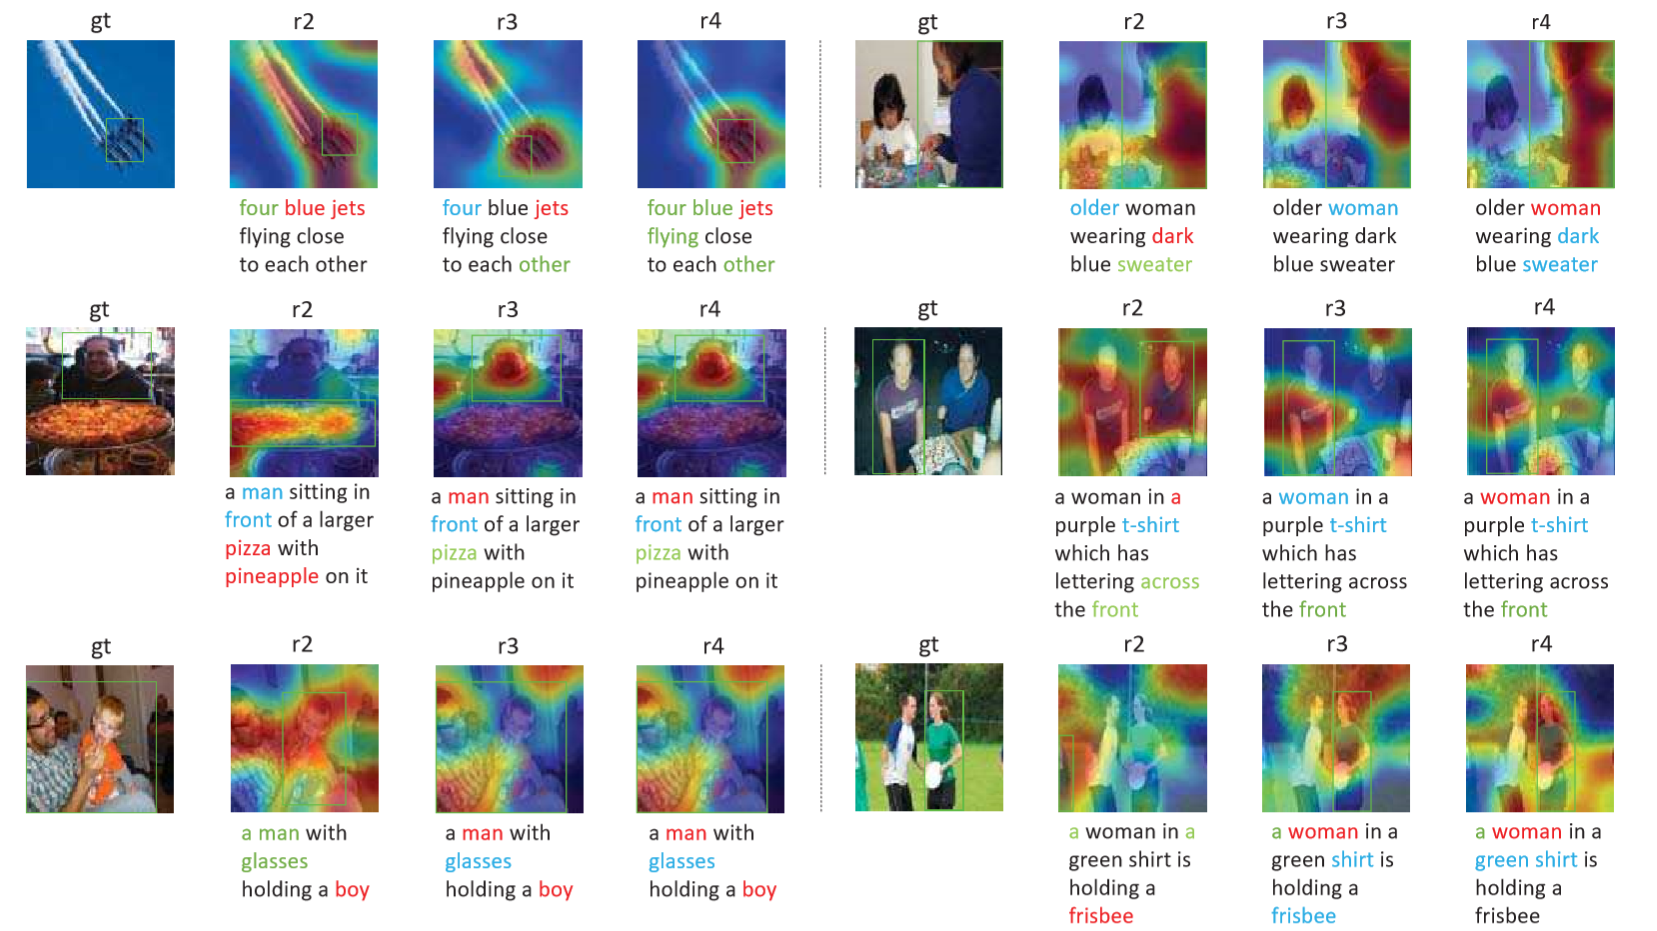 gt r2 r3 r4 gt r2 r3 r4
four blue jets
flying close
to each other
four blue jets
flying close
to each other
four blue jets
flying close
to each other
older woman
wearing dark
blue sweater
older woman
wearing dark
blue sweater
older woman
wearing dark
blue sweater
gt r2 r3 r4 gt r2 r3 r4
a man sitting in
front of a larger
pizza with
pineapple on it
a man sitting in
front of a larger
pizza with
pineapple on it
a man sitting in
front of a larger
pizza with
pineapple on it
a woman in a
purple t-shirt
which has
lettering across
the front
a woman in a
purple t-shirt
which has
lettering across
the front
a woman in a
purple t-shirt
which has
lettering across
the front
gt r2 r3 r4 gt r2 r3 r4
a man with
glasses
holding a boy
a man with
glasses
holding a boy
a man with
glasses
holding a boy
a woman in a
green shirt is
holding a
frisbee
a woman in a
green shirt is
holding a
frisbee
a woman in a
green shirt is
holding a
frisbee